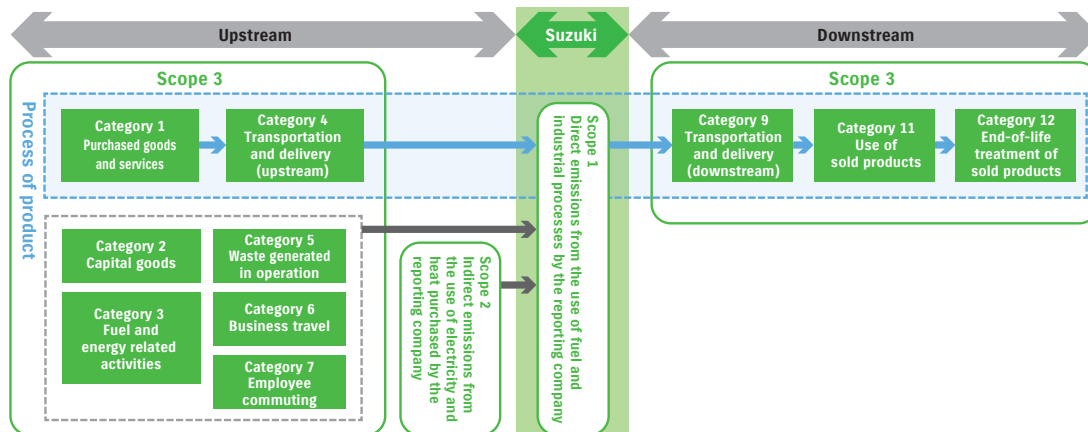 Upstream
Suzuki
Downstream
Scope 3
Scope 3
Process of product
Category 1
Purchased goods
and services
Category 4
Transportation
and delivery
(upstream)
Scope 1
Direct emissions from the use of fuel and
industrial processes by the reporting company
Category 9
Transportation
and delivery
(downstream)
Category 11
Use of
sold products
Category 12
End-of-life
treatment of
sold products
Category 2
Capital goods
Category 5
Waste generated
in operation
Category 3
Fuel and
energy related
activities
Category 6
Business travel
Category 7
Employee
commuting
Scope 2
Indirect emissions from
the use of electricity and
heat purchased by the
reporting company